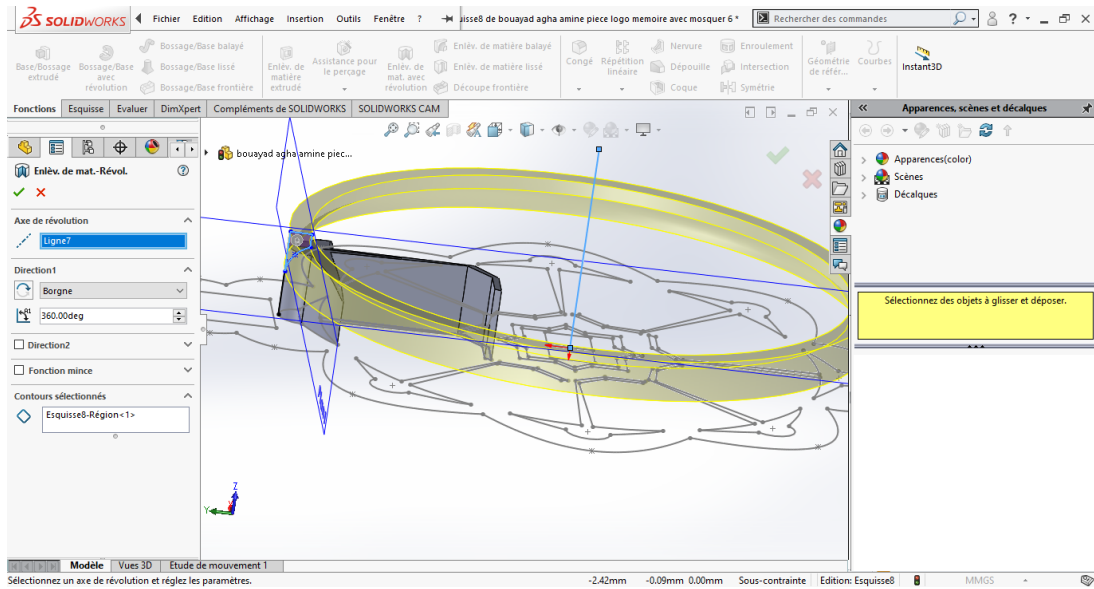 SOLIDWORKS
Fichier Edition Affichage Insertion Outils Fenêtre ?
isse8 de bouayad agha amine piece logo memoire avec mosquer 6 *
Rechercher dans les commandes
?
Base/Bossage extrudé
Bossage/Base avec révolution
Bossage/Base balayé
Bossage/Base lissé
Bossage/Base frontière
Enlèv. de matière extrudé
Assistance pour le perçage
Enlèv. de mat. avec révolution
Enlèv. de matière balayé
Enlèv. de matière lissé
Découpe frontière
Congé
Répétition linéaire
Nervure
Dépouille
Coque
Enroulement
Intersection
Symétrie
Géométrie de référ...
Courbes
Instant3D
Fonctions Esquisse Evaluer DimXpert Compléments de SOLIDWORKS SOLIDWORKS CAM
Apparences, scènes et décalques
bouayad agha amine piec...
Enlèv. de mat.-Révol.
?
Axe de révolution
Ligne7
Direction1
Borgne
360.00deg
Direction2
Fonction mince
Contours sélectionnés
Esquisse8-Région<1>
Apparences(color)
Scènes
Décalques
Sélectionnez des objets à glisser et déposer.
Z
Y
Modèle Vues 3D Etude de mouvement 1
Sélectionnez un axe de révolution et réglez les paramètres.
-2.42mm -0.09mm 0.00mm Sous-contrainte Edition: Esquisse8 MMGS